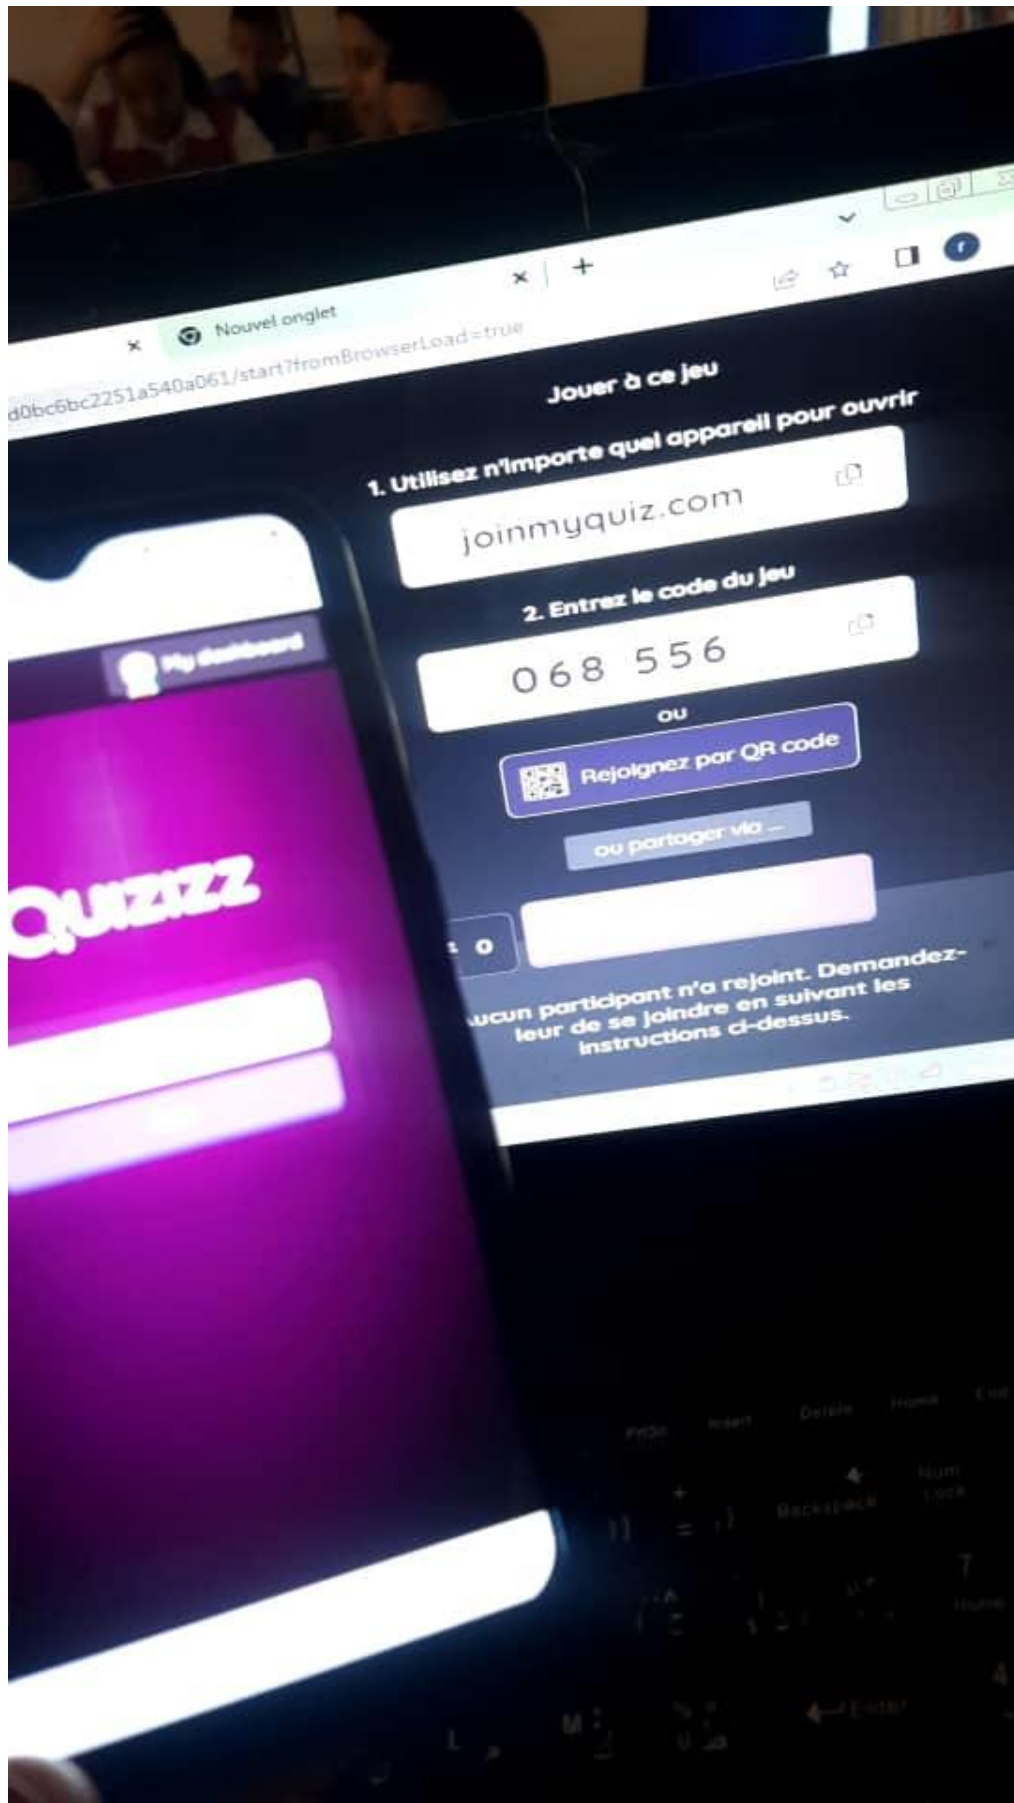 Nouvel onglet
d0bc6bc2251a540a061/start?fromBrowserLoad=true
Jouer à ce jeu
1. Utilisez n'importe quel appareil pour ouvrir
joinmyquiz.com
2. Entrez le code du jeu
068 556
ou
Rejoignez par QR code
ou partager via ...
0
ucun participant n'a rejoint. Demandez-
leur de se joindre en suivant les
instructions ci-dessus.
My dashboard
Quizizz
PrtSc Insert Delete Home End
Backspace
Num
Lock
7
Home
4
Enter
L
M